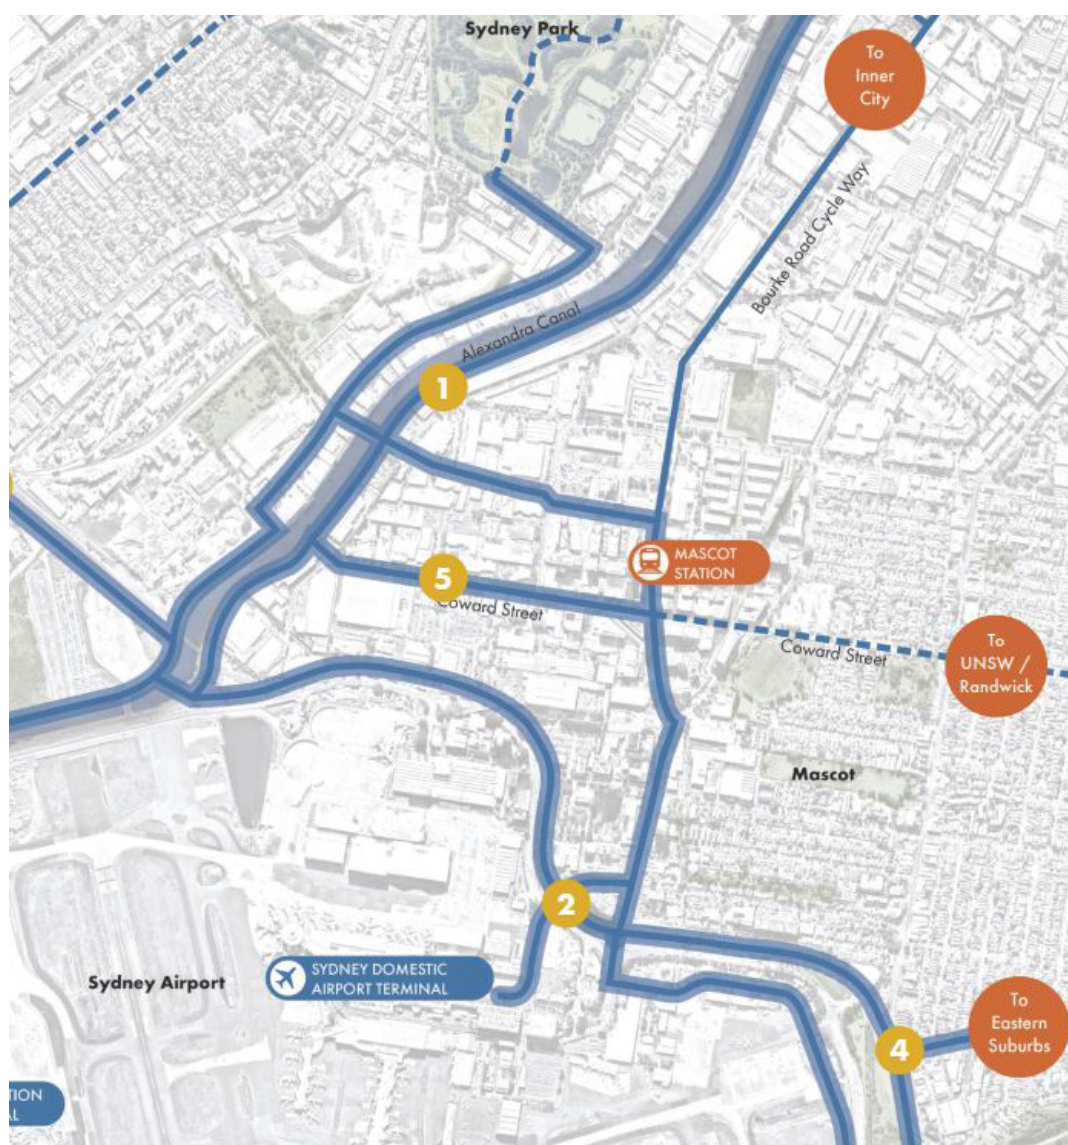 Sydney Park
To
Inner
City
Bourke Road Cycle Way
Alexandra Canal
1
MASCOT
STATION
5
Coward Street
Coward Street
To
UNSW /
Randwick
Mascot
2
SYDNEY DOMESTIC
AIRPORT TERMINAL
Sydney Airport
To
Eastern
Suburbs
4